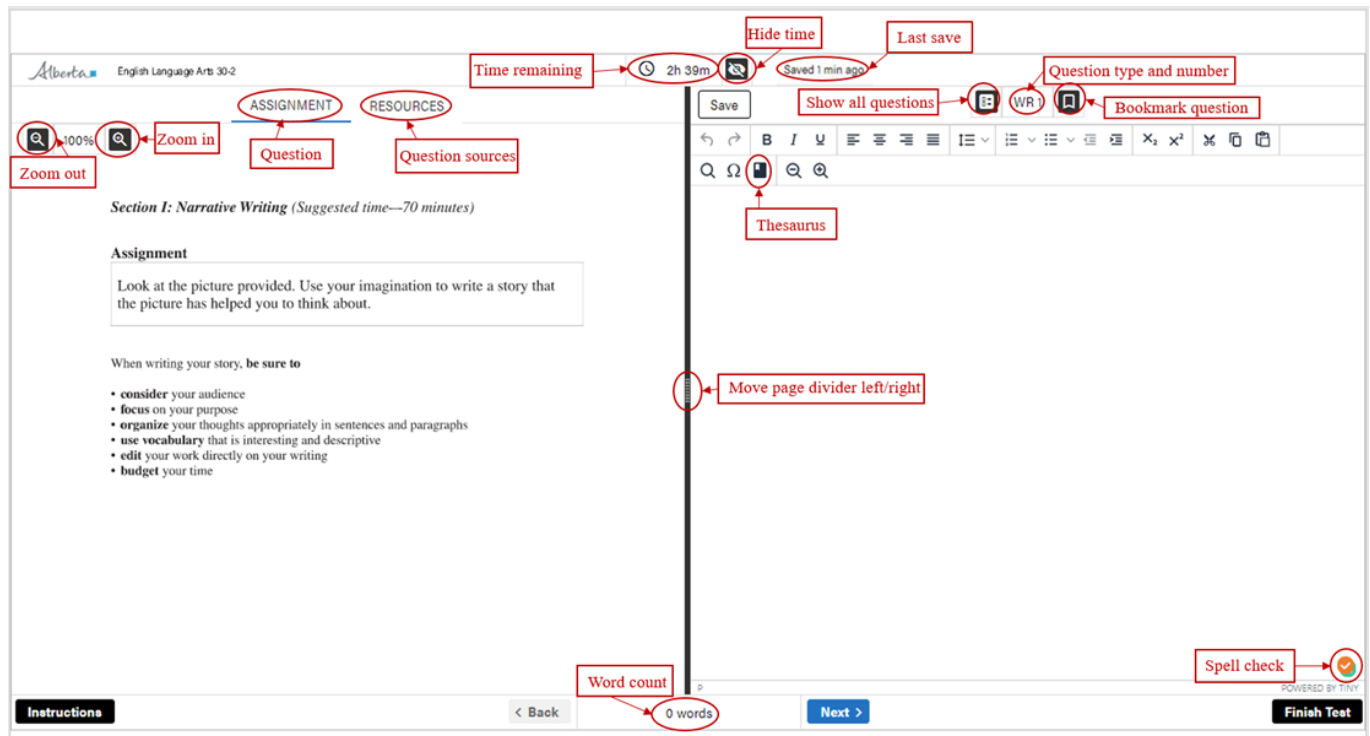 Hide time
Last save
Alberta
English Language Arts 30-2
Time remaining
2h 39m
Saved 1 min ago
Question type and number
ASSIGNMENT
RESOURCES
Save
Show all questions
WR 1
Bookmark question
100%
Zoom in
Question
Question sources
Zoom out
B I U
X₂ x²
Ω
Thesaurus
Section I: Narrative Writing (Suggested time—70 minutes)
Assignment
Look at the picture provided. Use your imagination to write a story that
the picture has helped you to think about.
When writing your story, be sure to
• consider your audience
• focus on your purpose
• organize your thoughts appropriately in sentences and paragraphs
• use vocabulary that is interesting and descriptive
• edit your work directly on your writing
• budget your time
Move page divider left/right
Spell check
Word count
P
POWERED BY TINY
Instructions
< Back
0 words
Next >
Finish Test